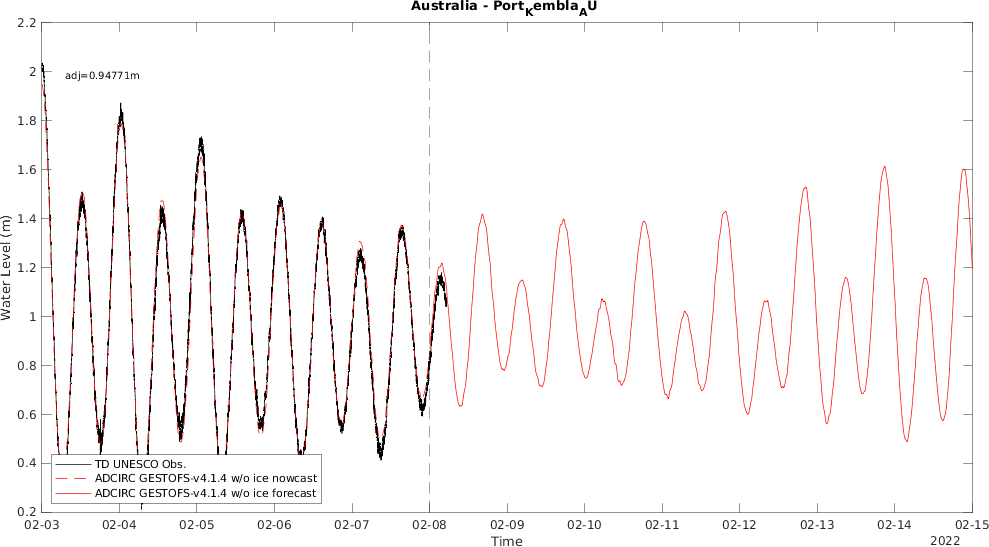 Australia - PortKemblaAU
adj=0.94771m
Water Level (m)
2.2
2
1.8
1.6
1.4
1.2
1
0.8
0.6
0.4
0.2
TD UNESCO Obs.
ADCIRC GESTOFS-v4.1.4 w/o ice nowcast
ADCIRC GESTOFS-v4.1.4 w/o ice forecast
02-03 02-04 02-05 02-06 02-07 02-08 02-09 02-10 02-11 02-12 02-13 02-14 02-15
Time
2022